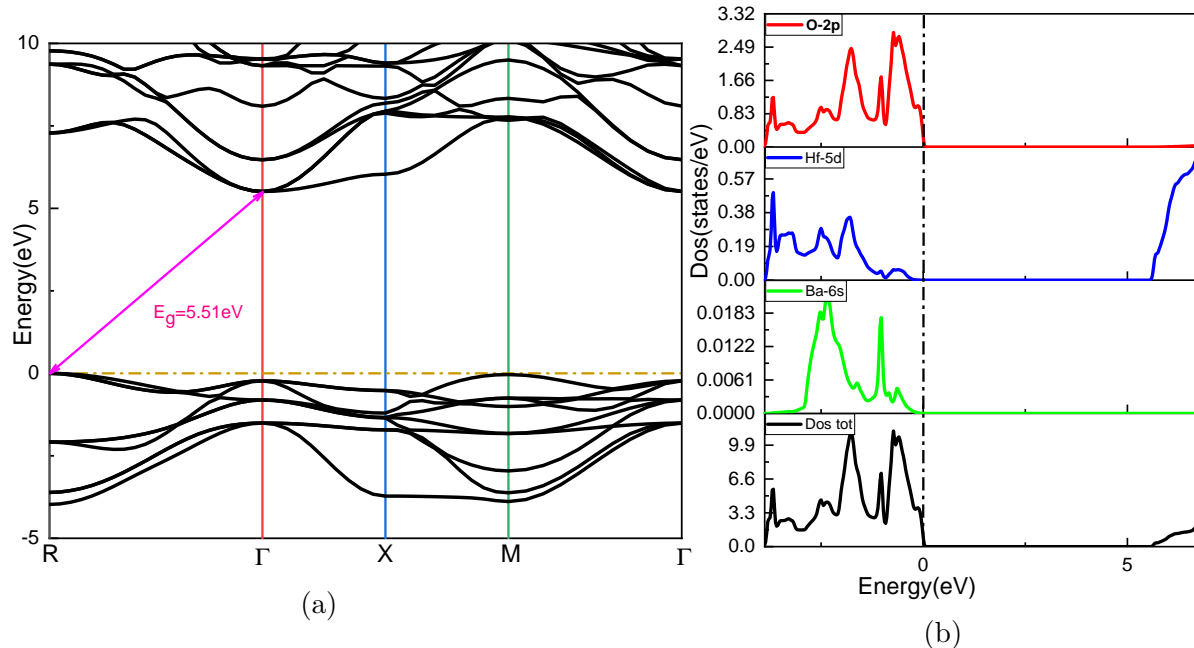 10
5
0
-5
Energy(eV)
E_g=5.51eV
R
Γ
X
M
Γ
(a)
3.32
2.49
1.66
0.83
0.00
O-2p
0.57
0.38
0.19
0.00
Hf-5d
0.0183
0.0122
0.0061
0.0000
Ba-6s
9.9
6.6
3.3
0.0
Dos tot
Dos(states/eV)
0
5
Energy(eV)
(b)